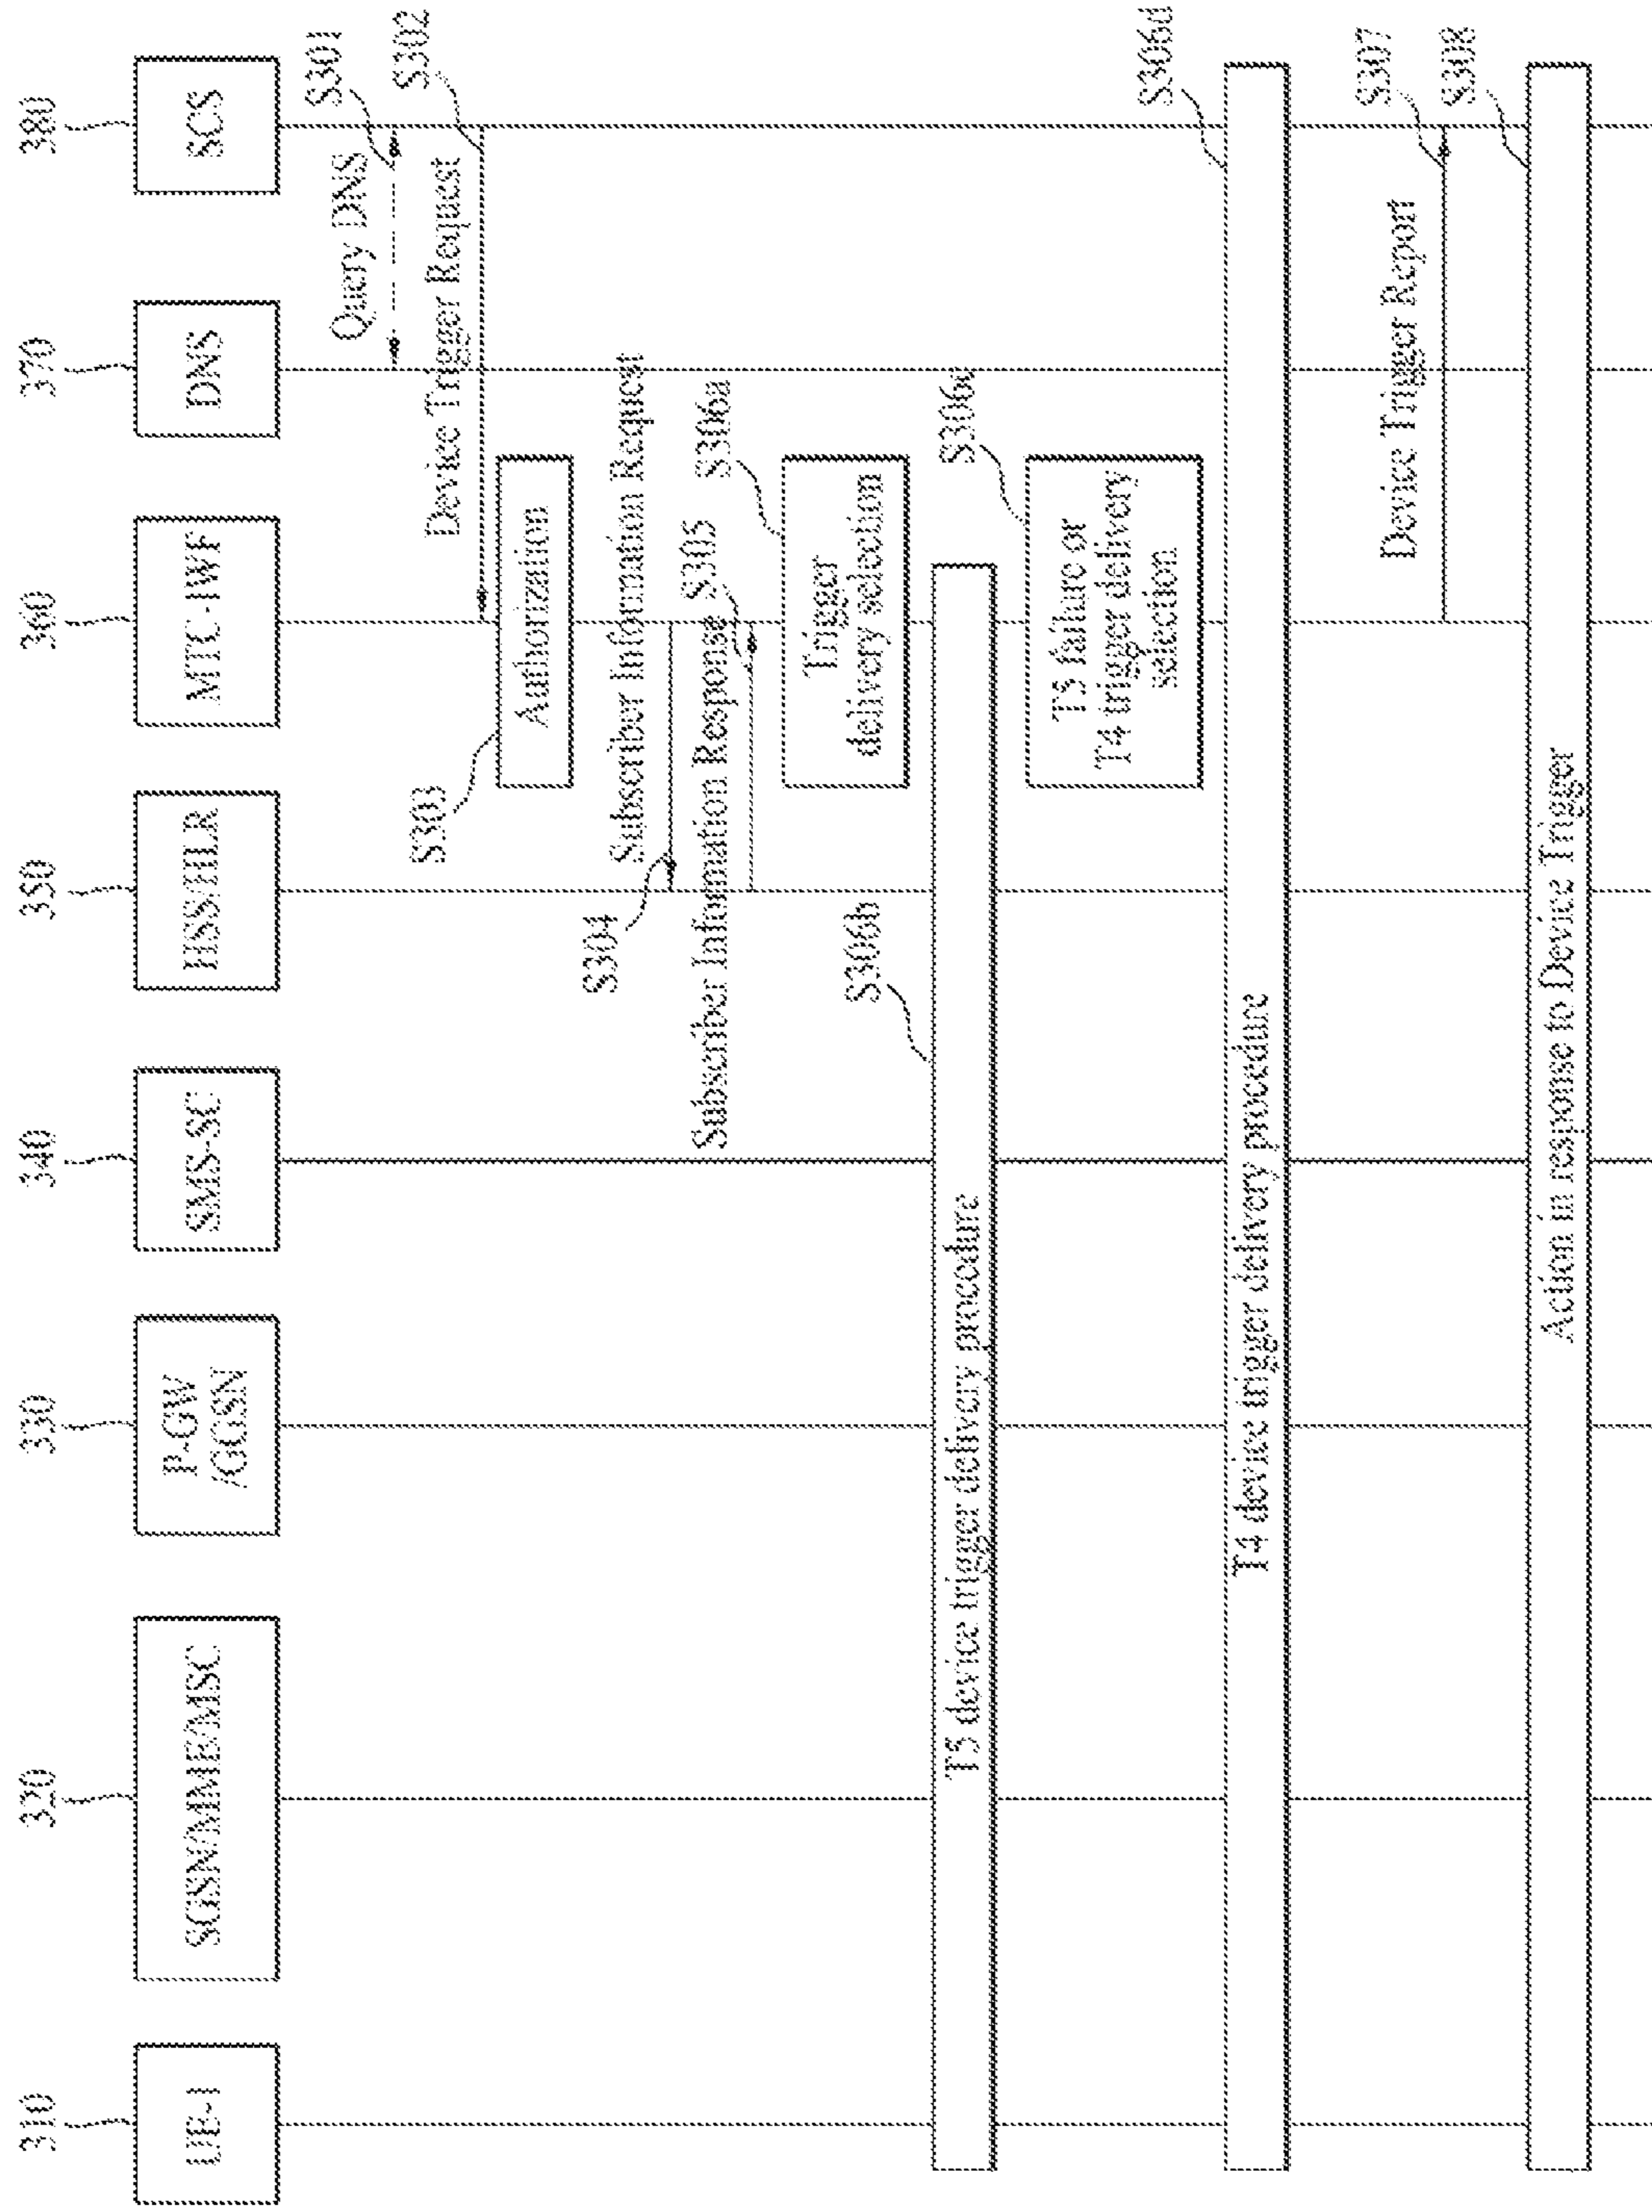 310
320
330
340
350
360
370
380
UE-1
SGSN/MME/MSC
P-GW
/GGSN
SMS-SC
HSS/HLR
MTC-IWF
DNS
SCS
Query DNS
S301
Device Trigger Request
S302
S303
Authorization
Subscriber Information Request
S304
Subscriber Information Response
S305
S306a
Trigger
delivery selection
S306b
T5 device trigger delivery procedure
S306c
T5 failure or
T4 trigger delivery
selection
S306d
T4 device trigger delivery procedure
Device Trigger Report
S307
S308
Action in response to Device Trigger